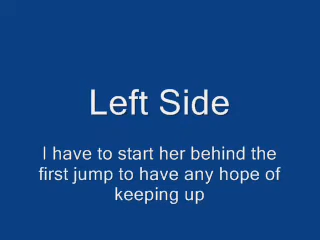 Left Side
I have to start her behind the
first jump to have any hope of
keeping up